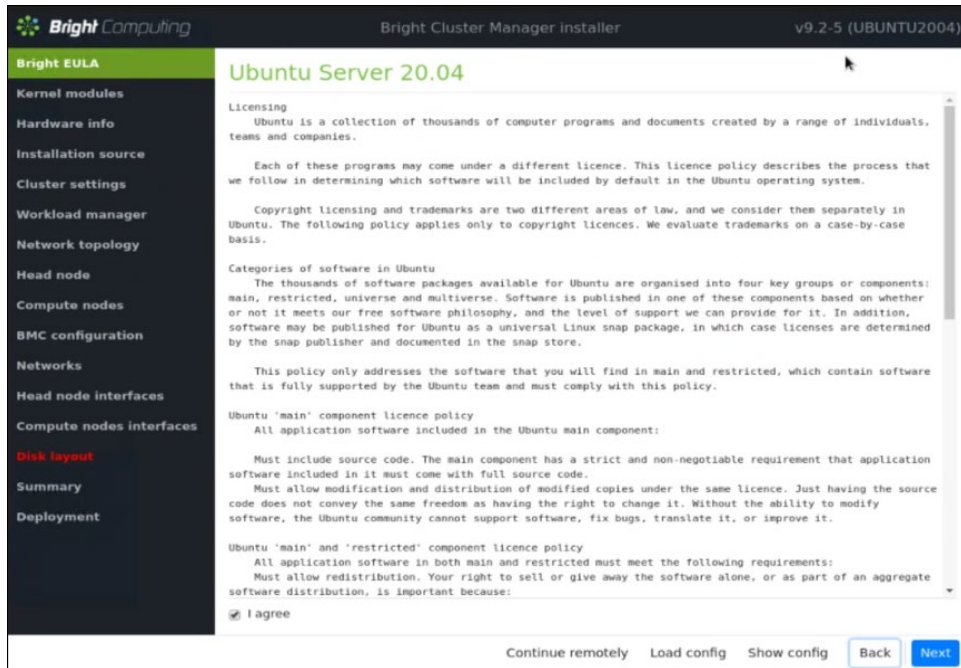 Bright Computing
Bright Cluster Manager installer
v9.2-5 (UBUNTU2004)
Bright EULA
Kernel modules
Hardware info
Installation source
Cluster settings
Workload manager
Network topology
Head node
Compute nodes
BMC configuration
Networks
Head node interfaces
Compute nodes interfaces
Disk layout
Summary
Deployment
Ubuntu Server 20.04
Licensing
Ubuntu is a collection of thousands of computer programs and documents created by a range of individuals,
teams and companies.
Each of these programs may come under a different licence. This licence policy describes the process that
we follow in determining which software will be included by default in the Ubuntu operating system.
Copyright licensing and trademarks are two different areas of law, and we consider them separately in
Ubuntu. The following policy applies only to copyright licences. We evaluate trademarks on a case-by-case
basis.
Categories of software in Ubuntu
The thousands of software packages available for Ubuntu are organised into four key groups or components:
main, restricted, universe and multiverse. Software is published in one of these components based on whether
or not it meets our free software philosophy, and the level of support we can provide for it. In addition,
software may be published for Ubuntu as a universal Linux snap package, in which case licenses are determined
by the snap publisher and documented in the snap store.
This policy only addresses the software that you will find in main and restricted, which contain software
that is fully supported by the Ubuntu team and must comply with this policy.
Ubuntu 'main' component licence policy
All application software included in the Ubuntu main component:
Must include source code. The main component has a strict and non-negotiable requirement that application
software included in it must come with full source code.
Must allow modification and distribution of modified copies under the same licence. Just having the source
code does not convey the same freedom as having the right to change it. Without the ability to modify
software, the Ubuntu community cannot support software, fix bugs, translate it, or improve it.
Ubuntu 'main' and 'restricted' component licence policy
All application software in both main and restricted must meet the following requirements:
Must allow redistribution. Your right to sell or give away the software alone, or as part of an aggregate
software distribution, is important because:
I agree
Continue remotely
Load config
Show config
Back
Next